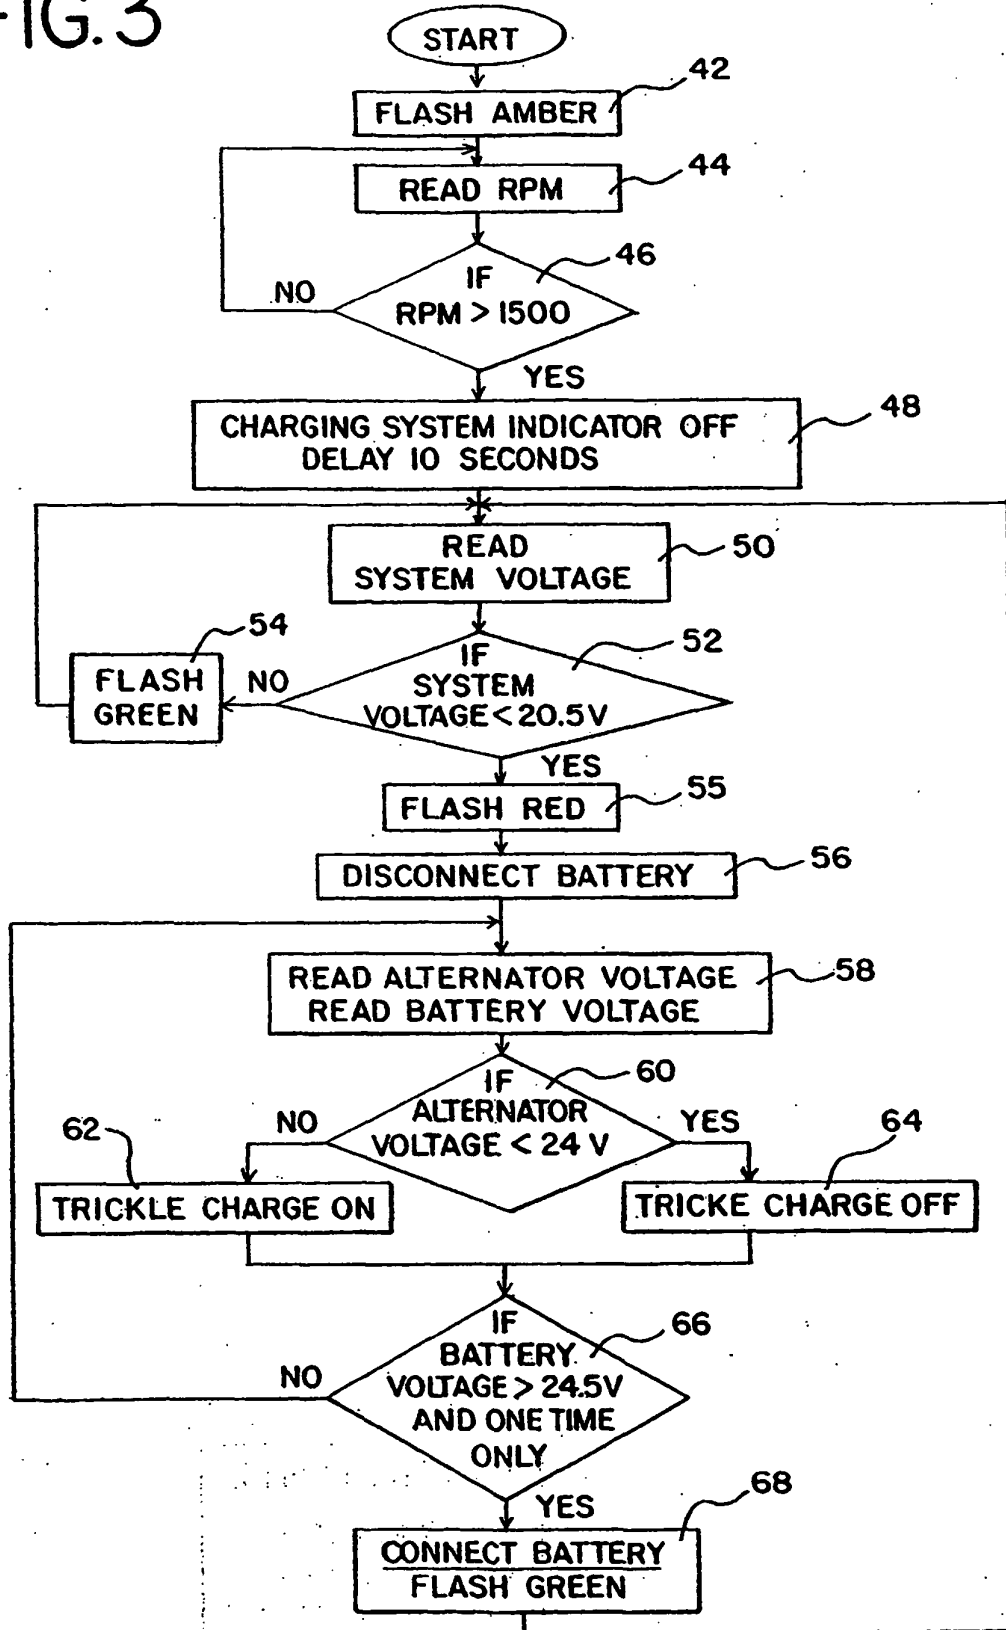 FIG. 3
START
42
FLASH AMBER
44
READ RPM
46
IF
RPM > 1500
NO
YES
48
CHARGING SYSTEM INDICATOR OFF
DELAY 10 SECONDS
50
READ
SYSTEM VOLTAGE
54
52
IF
SYSTEM
VOLTAGE < 20.5V
NO
FLASH
GREEN
YES
55
FLASH RED
56
DISCONNECT BATTERY
58
READ ALTERNATOR VOLTAGE
READ BATTERY VOLTAGE
60
IF
ALTERNATOR
VOLTAGE < 24 V
NO
YES
62
64
TRICKLE CHARGE ON
TRICKE CHARGE OFF
66
IF
BATTERY
VOLTAGE > 24.5V
AND ONE TIME
ONLY
NO
YES
68
CONNECT BATTERY
FLASH GREEN